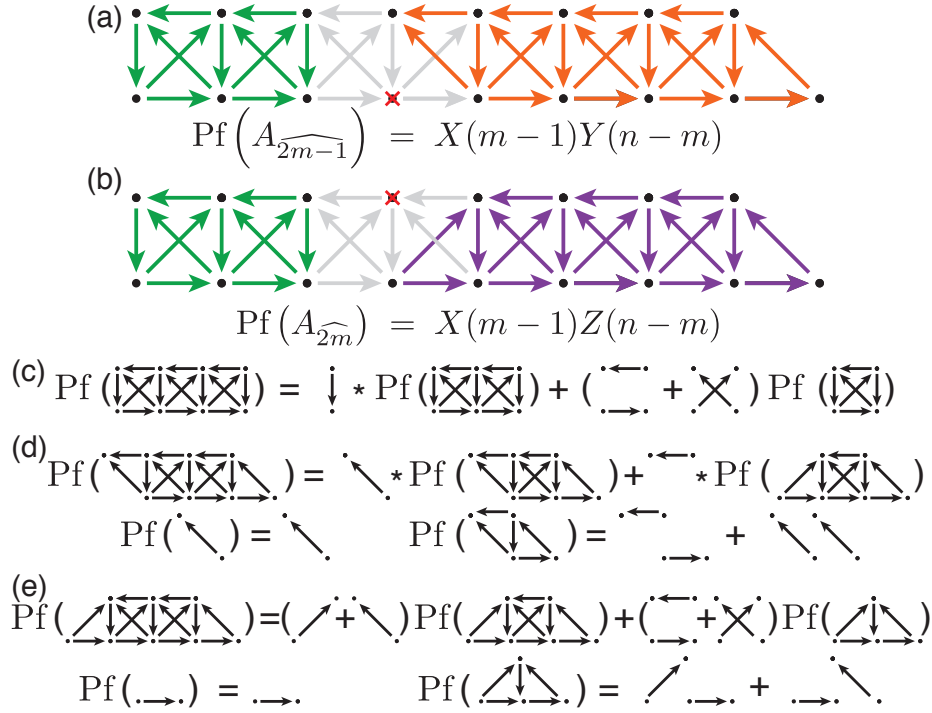 (a)
Pf(A_{\widehat{2m-1}}) = X(m − 1)Y(n − m)
(b)
Pf(A_{\widehat{2m}}) = X(m − 1)Z(n − m)
(c) Pf ( ) = * Pf ( ) + ( + ) Pf ( )
(d) Pf ( ) = * Pf ( ) + * Pf ( )
Pf ( ) = Pf ( ) = +
(e) Pf ( ) = ( + ) Pf( ) + ( + ) Pf( )
Pf ( ) = Pf ( ) = +